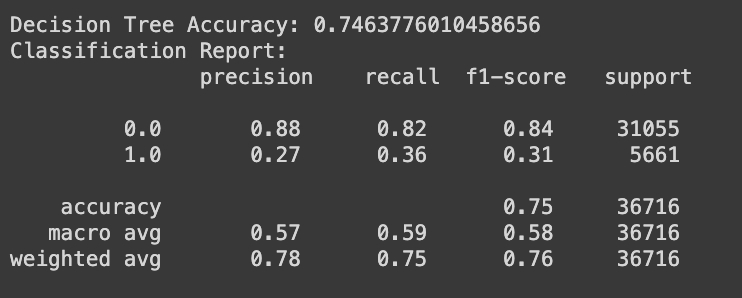 Decision Tree Accuracy: 0.7463776010458656
Classification Report:
precision recall f1-score support
0.0 0.88 0.82 0.84 31055
1.0 0.27 0.36 0.31 5661
accuracy 0.75 36716
macro avg 0.57 0.59 0.58 36716
weighted avg 0.78 0.75 0.76 36716